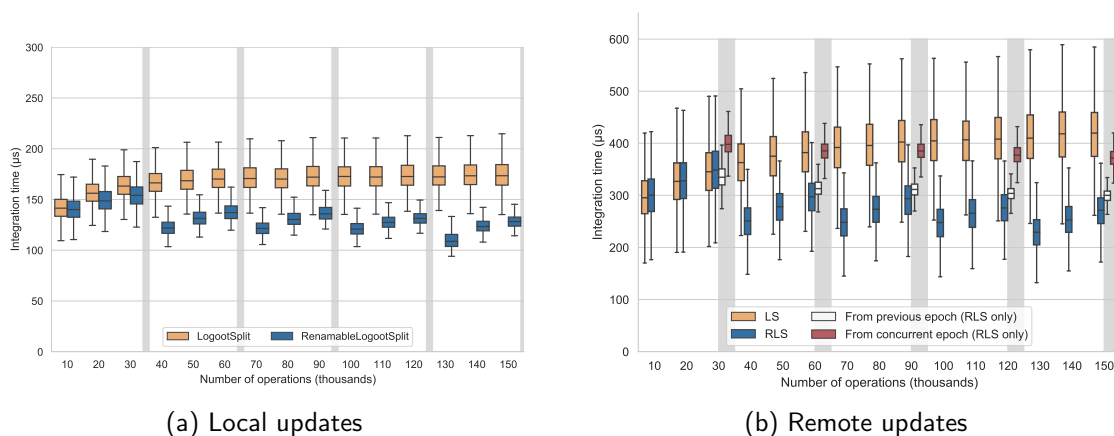 300
250
200
150
100
50
0
Integration time (µs)
LogootSplit
RenamableLogootSplit
10 20 30 40 50 60 70 80 90 100 110 120 130 140 150
Number of operations (thousands)
(a) Local updates
600
500
400
300
200
100
0
Integration time (µs)
LS
RLS
From previous epoch (RLS only)
From concurrent epoch (RLS only)
10 20 30 40 50 60 70 80 90 100 110 120 130 140 150
Number of operations (thousands)
(b) Remote updates